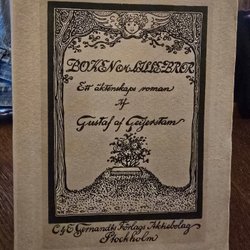 BOKEN OM LILLEBROR
Ett äktenskaps roman
Af
Gustaf af Geijerstam
C & E Gernandts Förlags Aktiebolag
Stockholm